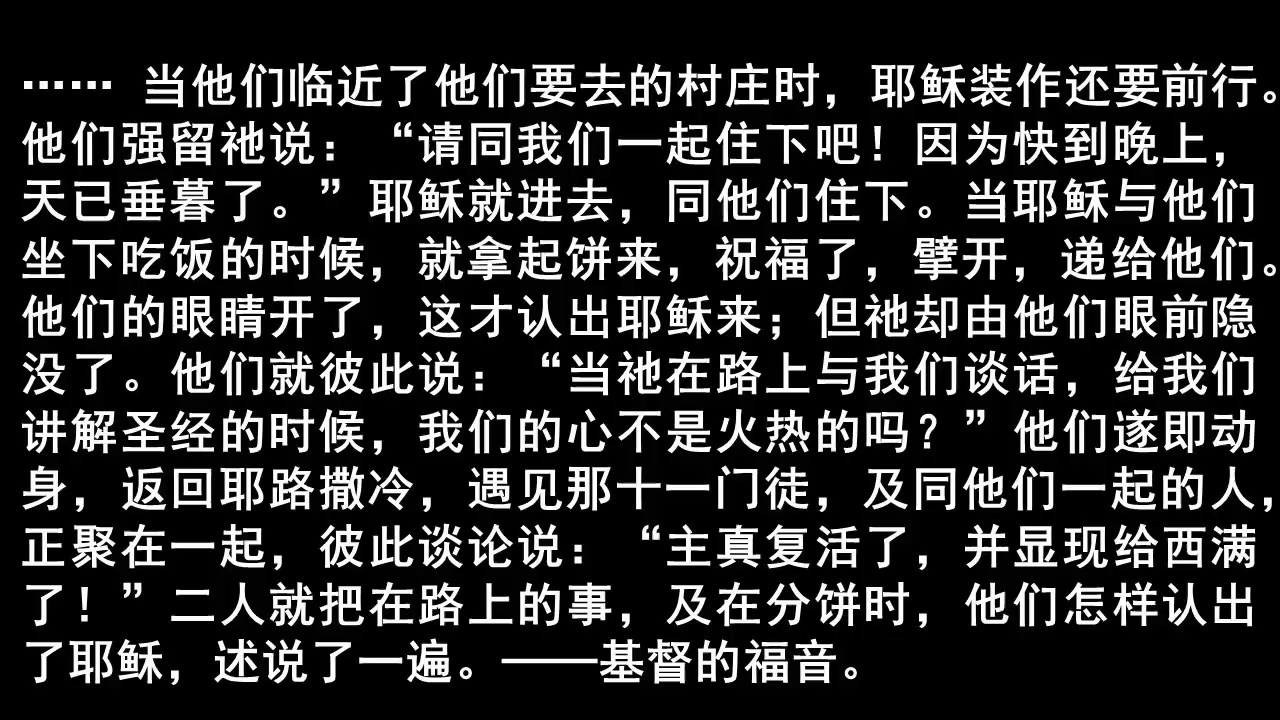 …… 当他们临近了他们要去的村庄时，耶稣装作还要前行。
他们强留祂说：“请同我们一起住下吧！因为快到晚上，
天已垂暮了。”耶稣就进去，同他们住下。当耶稣与他们
坐下吃饭的时候，就拿起饼来，祝福了，擘开，递给他们。
他们的眼睛开了，这才认出耶稣来；但祂却由他们眼前隐
没了。他们就彼此说：“当祂在路上与我们谈话，给我们
讲解圣经的时候，我们的心不是火热的吗？”他们遂即动
身，返回耶路撒冷，遇见那十一门徒，及同他们一起的人，
正聚在一起，彼此谈论说：“主真复活了，并显现给西满
了！”二人就把在路上的事，及在分饼时，他们怎样认出
了耶稣，述说了一遍。——基督的福音。